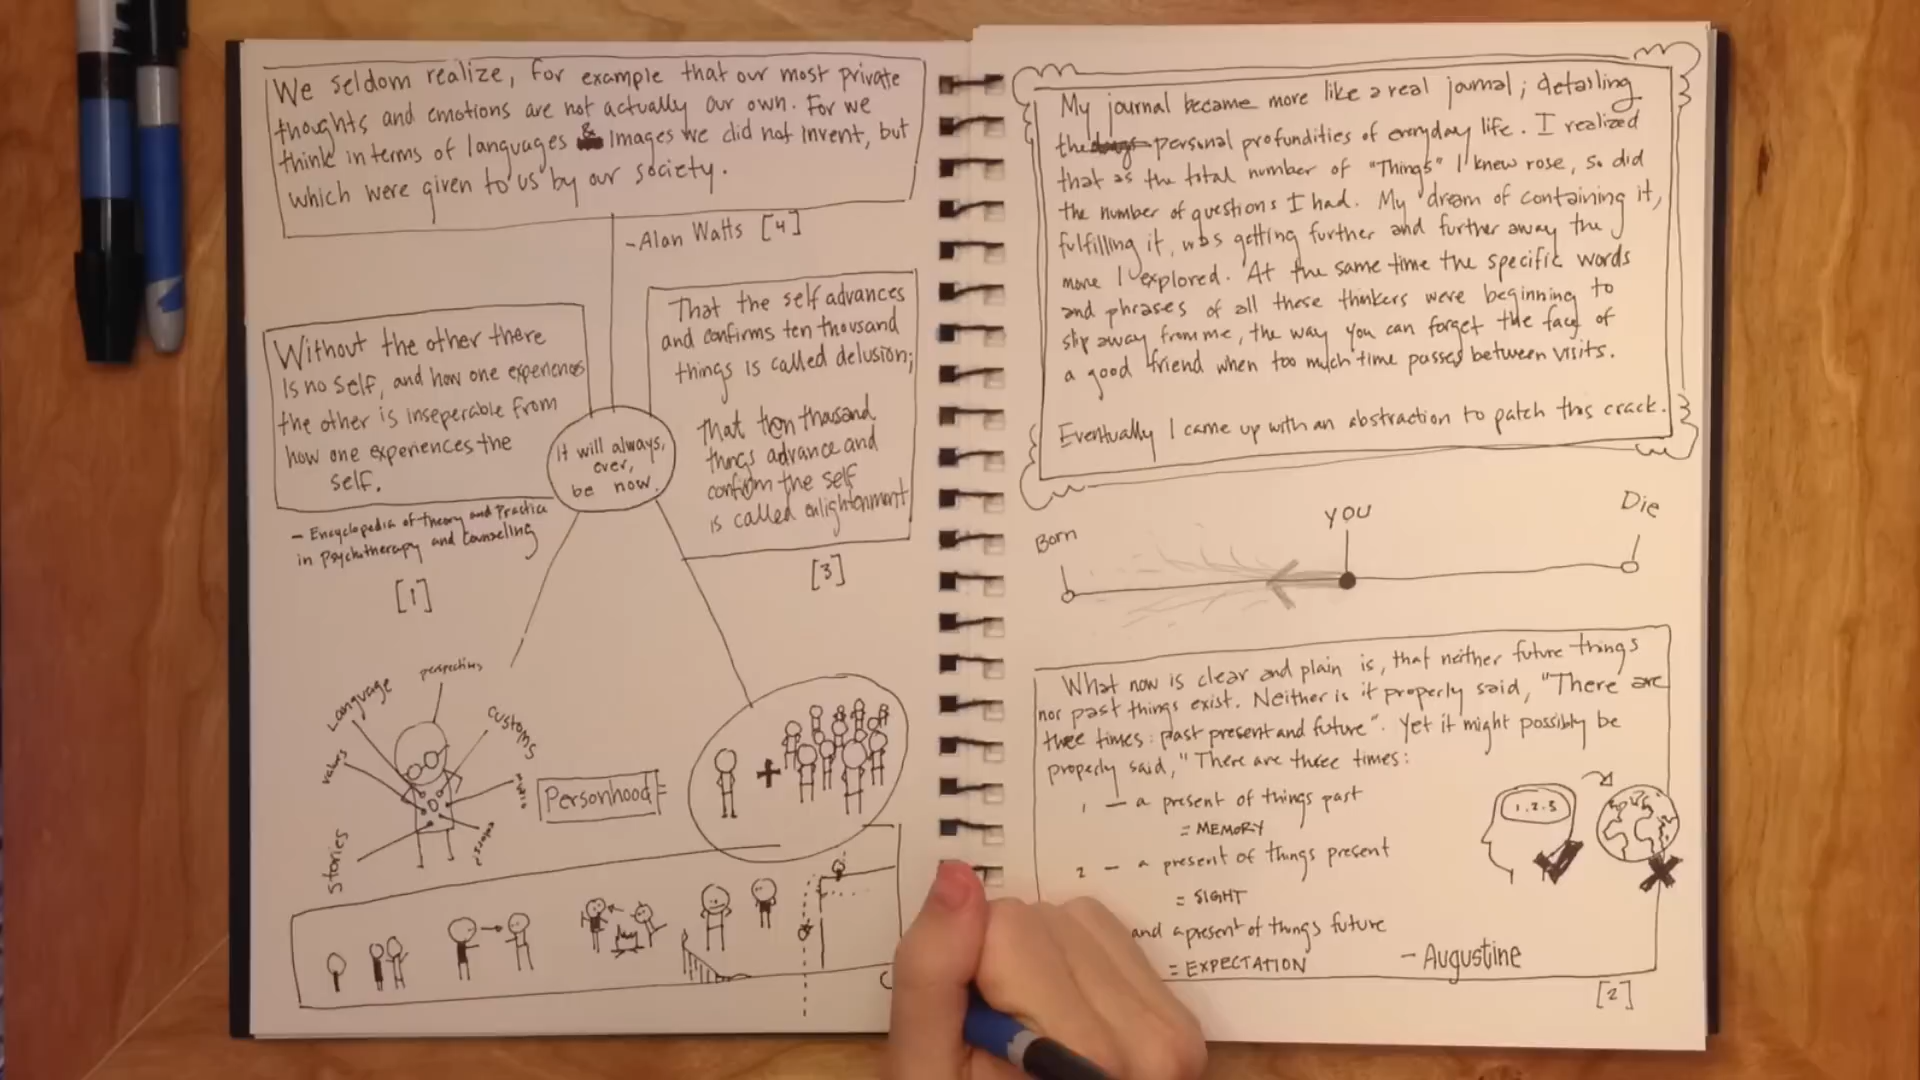 We seldom realize, for example that our most private
thoughts and emotions are not actually our own. For we
think in terms of languages & Images we did not invent, but
which were given to us by our society.
-Alan Watts [4]
Without the other there
Is no self, and how one experiences
the other is inseperable from
how one experiences the
self.
- Encyclopedia of Theory and Practice
in Psychotherapy and Counseling
[1]
It will always,
ever,
be now.
That the self advances
and confirms ten thousand
things is called delusion;
That ten thousand
things advance and
confirm the self
is called enlightenment
[3]
perspectives
Language
customs
values
stories
Personhood =
+
My journal became more like a real journal; detailing
the personal profundities of everyday life. I realized
that as the total number of "Things" I knew rose, so did
the number of questions I had. My dream of containing it,
fulfilling it, was getting further and further away the
more I explored. At the same time the specific words
and phrases of all these thinkers were beginning to
slip away from me, the way you can forget the face of
a good friend when too much time passes between visits.
Eventually I came up with an abstraction to patch this crack.
Born
you
Die
What now is clear and plain is, that neither future things
nor past things exist. Neither is it properly said, "There are
three times: past present and future". Yet it might possibly be
properly said, "There are three times:
1 - a present of things past
= MEMORY
2 - a present of things present
= SIGHT
and a present of things future
= EXPECTATION
1.2.3
- Augustine
[2]